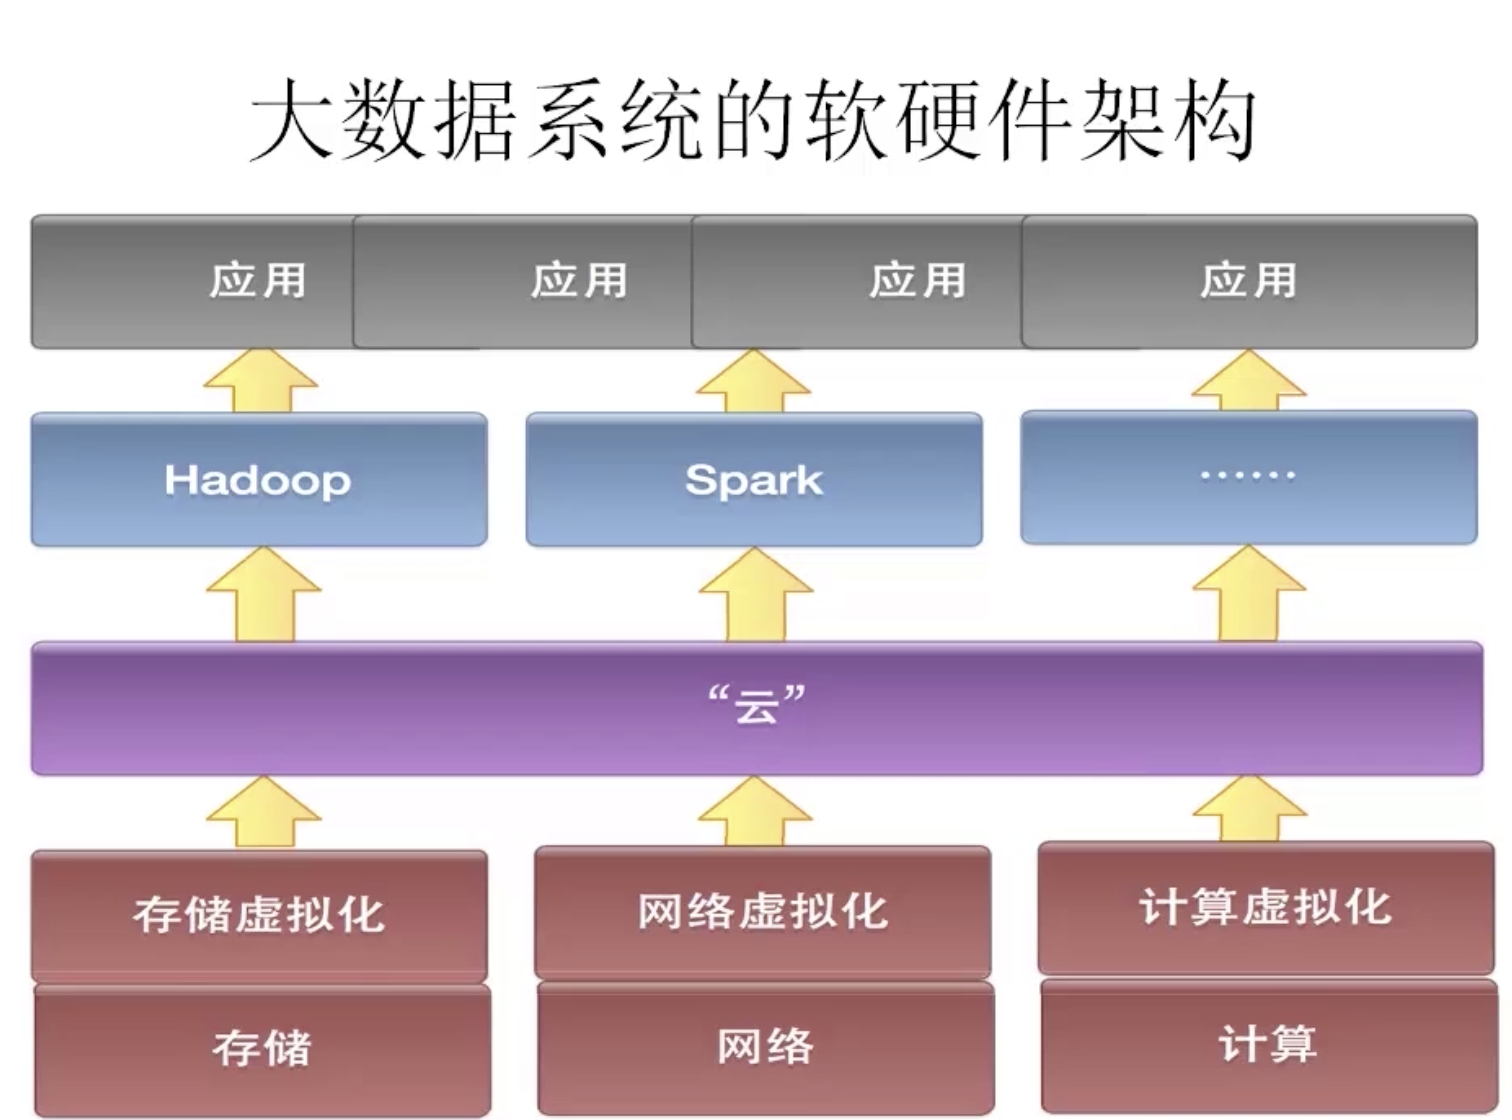 大数据系统的软硬件架构
应用 应用 应用 应用
Hadoop Spark ……
“云”
存储虚拟化 网络虚拟化 计算虚拟化
存储 网络 计算